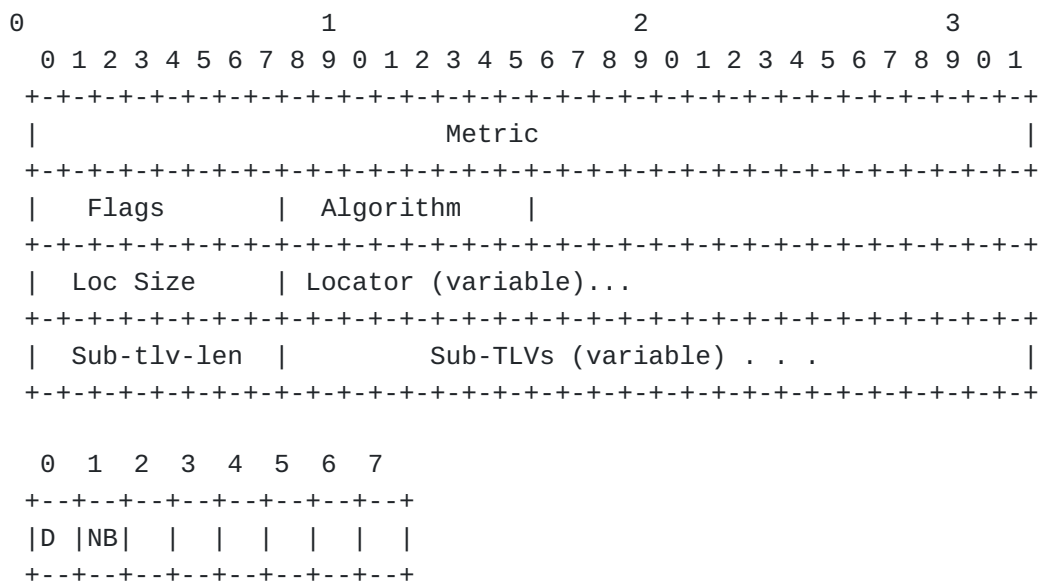 0                   1                   2                   3
  0 1 2 3 4 5 6 7 8 9 0 1 2 3 4 5 6 7 8 9 0 1 2 3 4 5 6 7 8 9 0 1
 +-+-+-+-+-+-+-+-+-+-+-+-+-+-+-+-+-+-+-+-+-+-+-+-+-+-+-+-+-+-+-+-+
 |                          Metric                               |
 +-+-+-+-+-+-+-+-+-+-+-+-+-+-+-+-+-+-+-+-+-+-+-+-+-+-+-+-+-+-+-+-+
 |   Flags       |  Algorithm    |
 +-+-+-+-+-+-+-+-+-+-+-+-+-+-+-+-+-+-+-+-+-+-+-+-+-+-+-+-+-+-+-+-+
 |  Loc Size     | Locator (variable)...
 +-+-+-+-+-+-+-+-+-+-+-+-+-+-+-+-+-+-+-+-+-+-+-+-+-+-+-+-+-+-+-+-+
 |  Sub-tlv-len  |         Sub-TLVs (variable) . . .             |
 +-+-+-+-+-+-+-+-+-+-+-+-+-+-+-+-+-+-+-+-+-+-+-+-+-+-+-+-+-+-+-+-+

  0  1  2  3  4  5  6  7
 +--+--+--+--+--+--+--+--+
 |D |NB|  |  |  |  |  |  |
 +--+--+--+--+--+--+--+--+